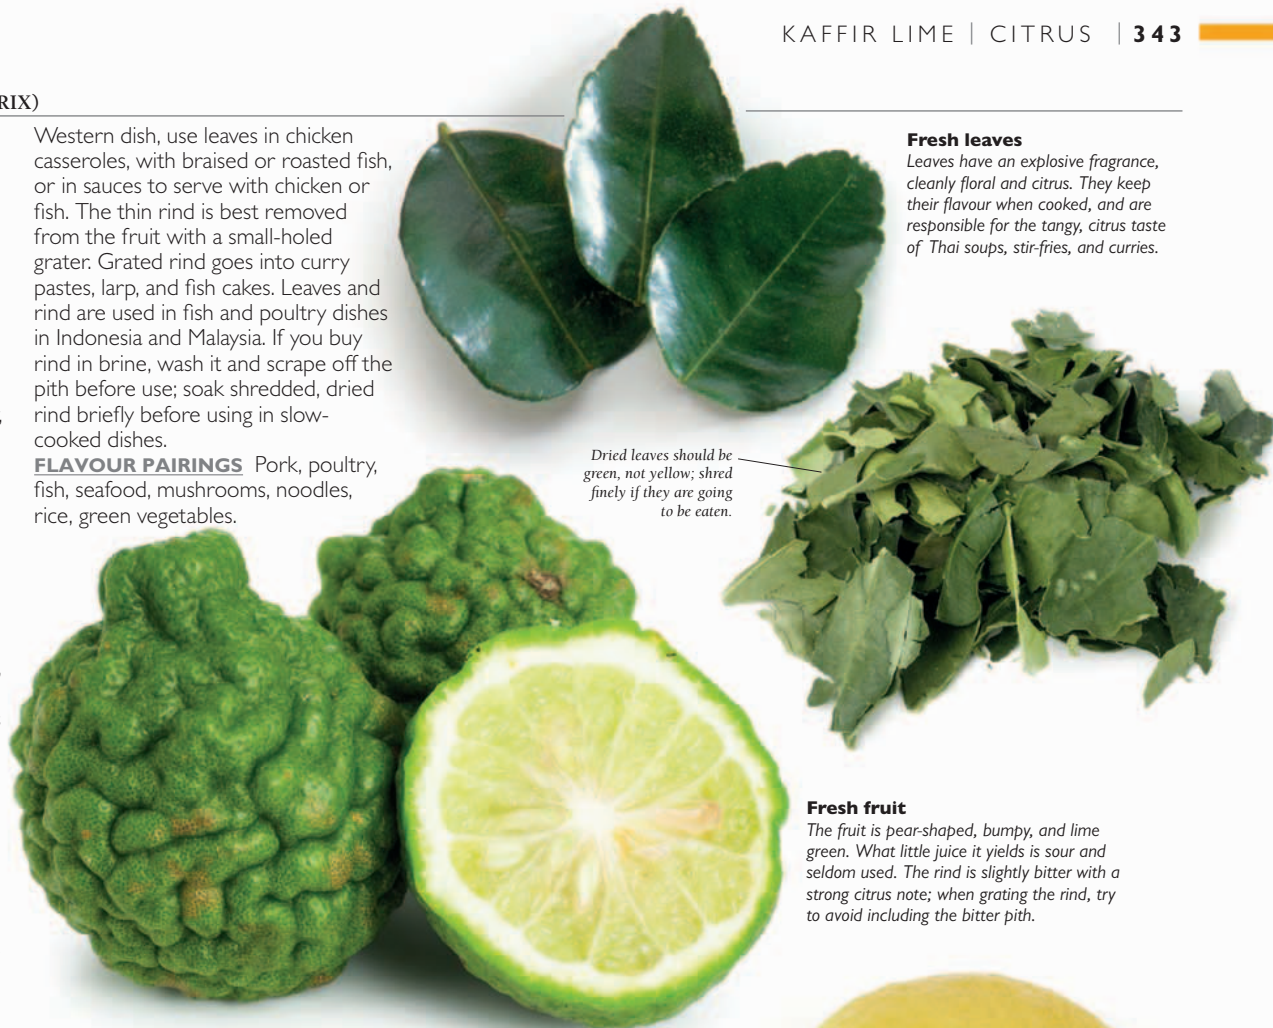 KAFFIR LIME | CITRUS | 343
RIX)
Western dish, use leaves in chicken
casseroles, with braised or roasted fish,
or in sauces to serve with chicken or
fish. The thin rind is best removed
from the fruit with a small-holed
grater. Grated rind goes into curry
pastes, larp, and fish cakes. Leaves and
rind are used in fish and poultry dishes
in Indonesia and Malaysia. If you buy
rind in brine, wash it and scrape off the
pith before use; soak shredded, dried
rind briefly before using in slow-
cooked dishes.
FLAVOUR PAIRINGS Pork, poultry,
fish, seafood, mushrooms, noodles,
rice, green vegetables.
Fresh leaves
Leaves have an explosive fragrance,
cleanly floral and citrus. They keep
their flavour when cooked, and are
responsible for the tangy, citrus taste
of Thai soups, stir-fries, and curries.
Dried leaves should be
green, not yellow; shred
finely if they are going
to be eaten.
Fresh fruit
The fruit is pear-shaped, bumpy, and lime
green. What little juice it yields is sour and
seldom used. The rind is slightly bitter with a
strong citrus note; when grating the rind, try
to avoid including the bitter pith.